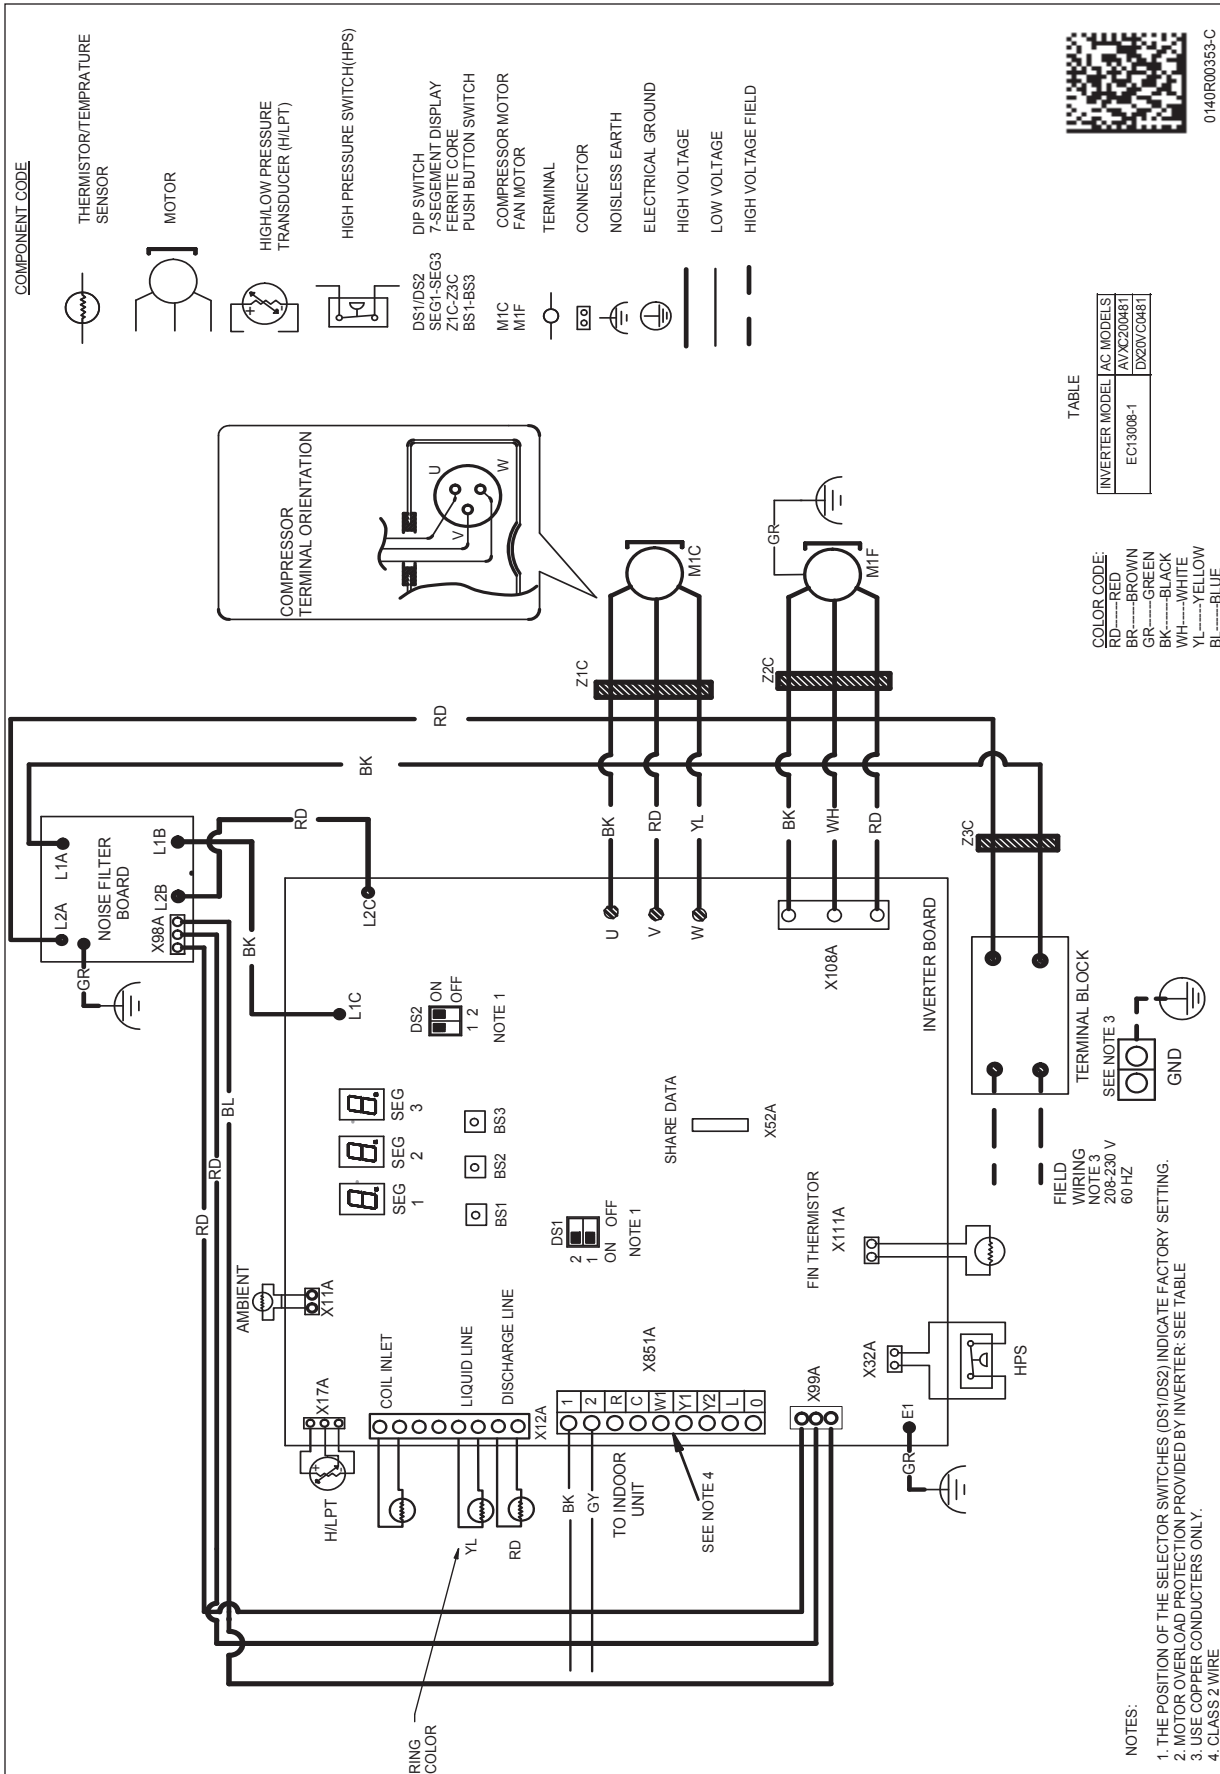 COMPONENT CODE
THERMISTOR/TEMPRATURE
SENSOR
MOTOR
HIGH/LOW PRESSURE
TRANSDUCER (H/LPT)
HIGH PRESSURE SWITCH(HPS)
DS1/DS2 DIP SWITCH
SEG1-SEG3 7-SEGEMENT DISPLAY
Z1C-Z3C FERRITE CORE
BS1-BS3 PUSH BUTTON SWITCH
M1C COMPRESSOR MOTOR
M1F FAN MOTOR
TERMINAL
CONNECTOR
NOISLESS EARTH
ELECTRICAL GROUND
HIGH VOLTAGE
LOW VOLTAGE
HIGH VOLTAGE FIELD
0140R00353-C
TABLE
INVERTER MODEL AC MODELS
EC13008-1
AVXC200481
DX20VC0481
COLOR CODE:
RD-----RED
BR-----BROWN
GR-----GREEN
BK-----BLACK
WH-----WHITE
YL-----YELLOW
BL-----BLUE
COMPRESSOR
TERMINAL ORIENTATION
U
V
W
M1C
M1F
GR
Z1C
Z2C
Z3C
RD
BK
BK
RD
YL
BK
WH
RD
U
V
W
X108A
INVERTER BOARD
NOISE FILTER
BOARD
L1A
L2A
L1B
L2B
X98A
GR
RD
BK
L2C
L1C
RD
RD
BL
DS2
ON
OFF
1 2
NOTE 1
SEG
1
SEG
2
SEG
3
BS1
BS2
BS3
DS1
2
1
ON OFF
NOTE 1
SHARE DATA
X52A
FIN THERMISTOR
X111A
TERMINAL BLOCK
SEE NOTE 3
GND
FIELD
WIRING
NOTE 3
208-230 V
60 HZ
AMBIENT
X11A
X17A
H/LPT
COIL INLET
LIQUID LINE
DISCHARGE LINE
X12A
YL
RD
RING
COLOR
X851A
1
2
R
C
W1
Y1
Y2
L
0
BK
GY
TO INDOOR
UNIT
SEE NOTE 4
X99A
X32A
HPS
E1
GR
NOTES:
1. THE POSITION OF THE SELECTOR SWITCHES (DS1/DS2) INDICATE FACTORY SETTING.
2. MOTOR OVERLOAD PROTECTION PROVIDED BY INVERTER: SEE TABLE
3. USE COPPER CONDUCTERS ONLY.
4. CLASS 2 WIRE